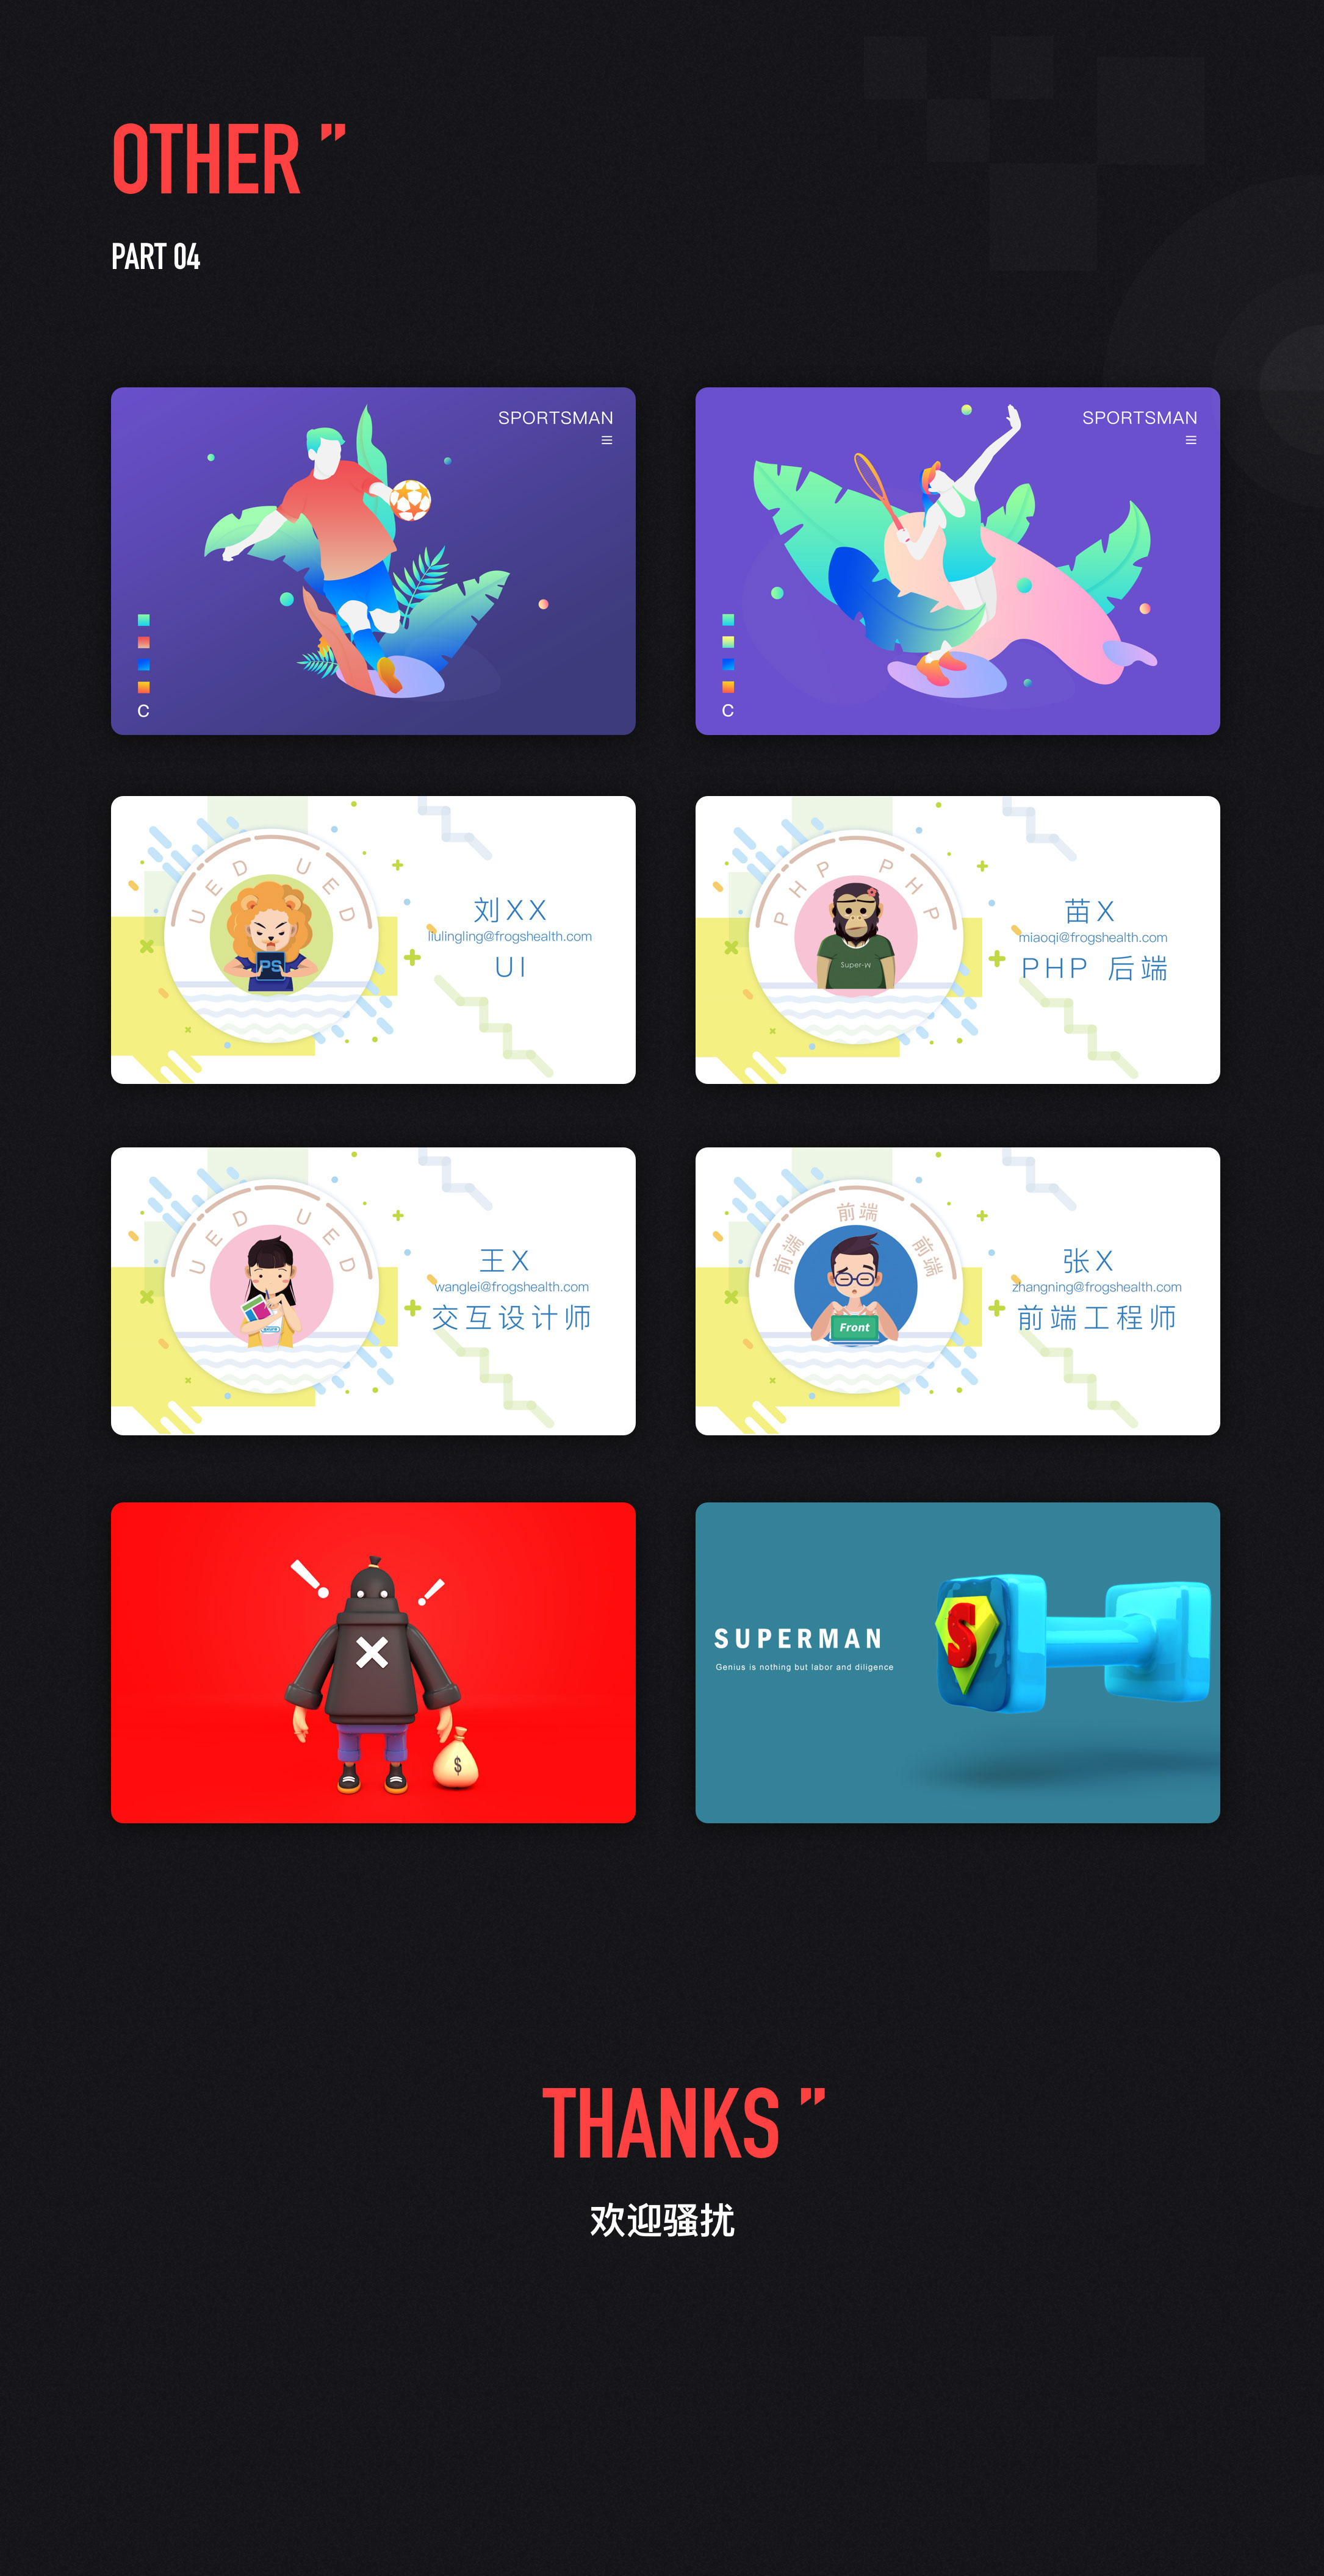 OTHER ”
PART 04
SPORTSMAN
C
SPORTSMAN
C
UED UED
PS
刘XX
liulingling@frogshealth.com
UI
PHP PHP
Super-M
苗X
miaoqi@frogshealth.com
PHP 后端
UED UED
王X
wanglei@frogshealth.com
交互设计师
前端 前端 前端
Front
张X
zhangning@frogshealth.com
前端工程师
$
S
SUPERMAN
Genius is nothing but labor and diligence
THANKS ”
欢迎骚扰